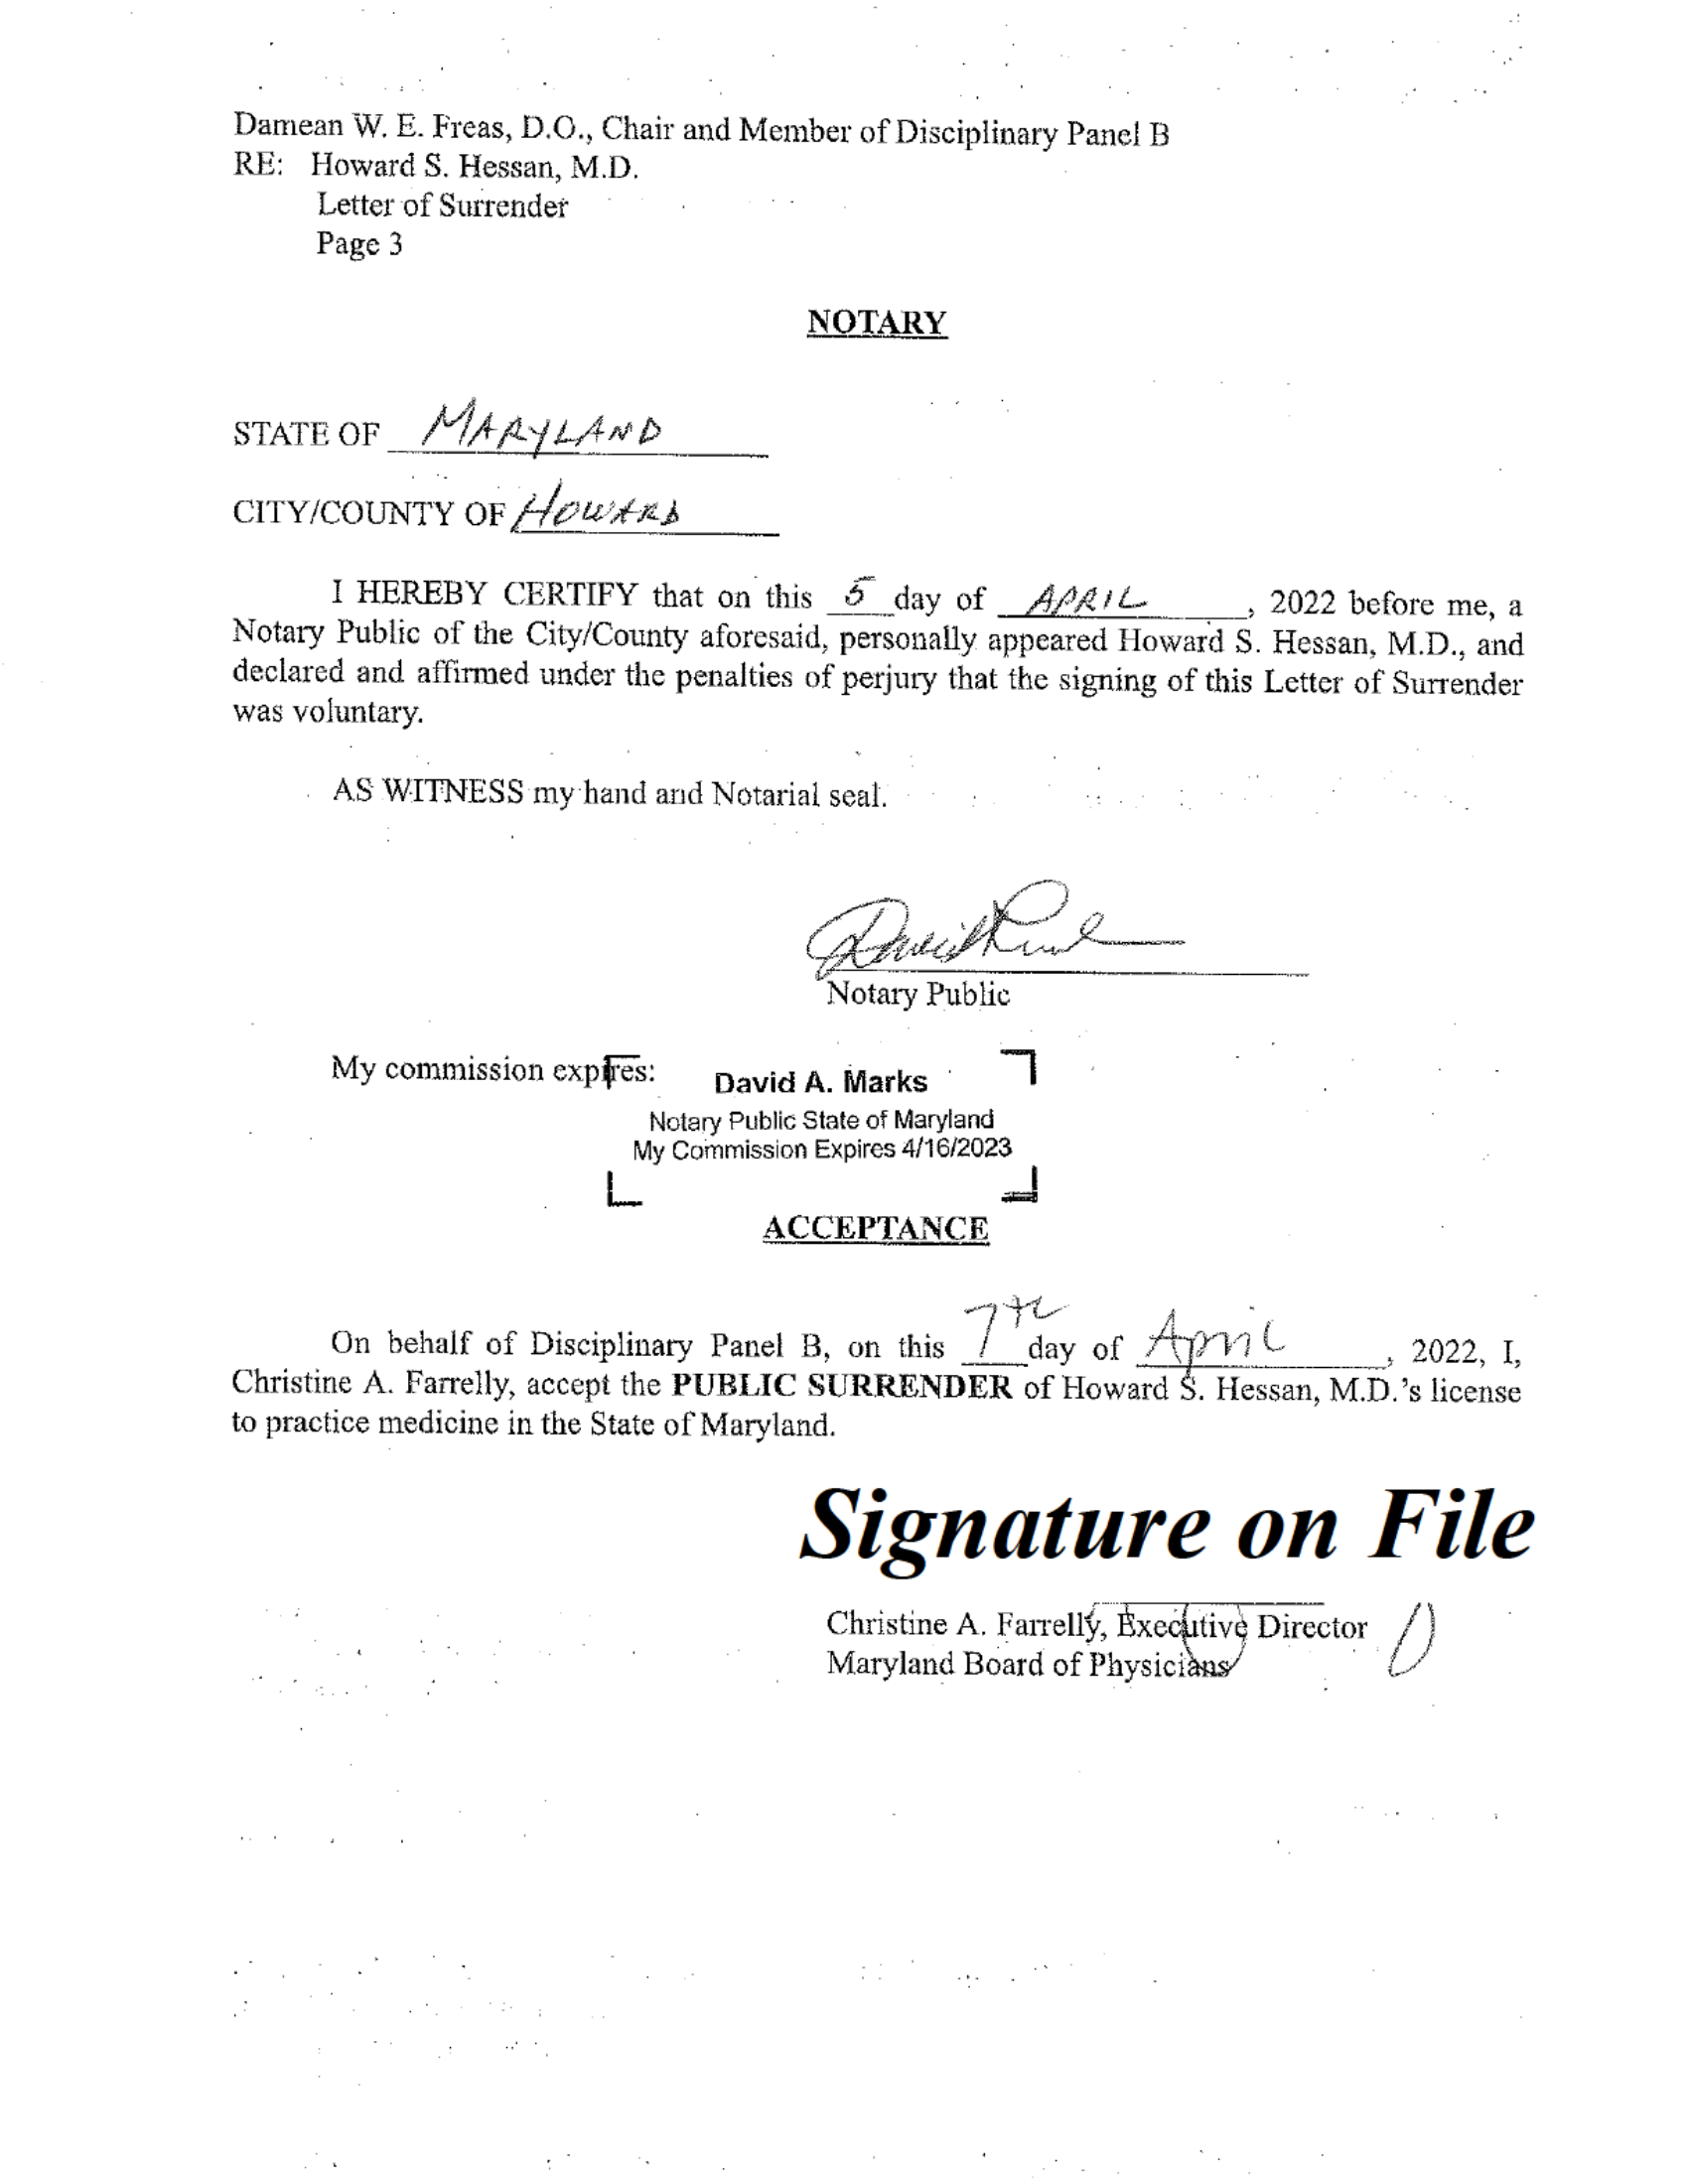 Damean W. E. Freas, D.O., Chair and Member of Disciplinary Panel B
RE: Howard S. Hessan, M.D.
Letter of Surrender
Page 3
NOTARY
STATE OF MARYLAND
CITY/COUNTY OF HOWARD
I HEREBY CERTIFY that on this 5 day of APRIL, 2022 before me, a
Notary Public of the City/County aforesaid, personally appeared Howard S. Hessan, M.D., and
declared and affirmed under the penalties of perjury that the signing of this Letter of Surrender
was voluntary.
AS WITNESS my hand and Notarial seal.
Notary Public
My commission expires:
David A. Marks
Notary Public State of Maryland
My Commission Expires 4/16/2023
ACCEPTANCE
On behalf of Disciplinary Panel B, on this 7th day of April, 2022, I,
Christine A. Farrelly, accept the PUBLIC SURRENDER of Howard S. Hessan, M.D.'s license
to practice medicine in the State of Maryland.
Signature on File
Christine A. Farrelly, Executive Director
Maryland Board of Physicians